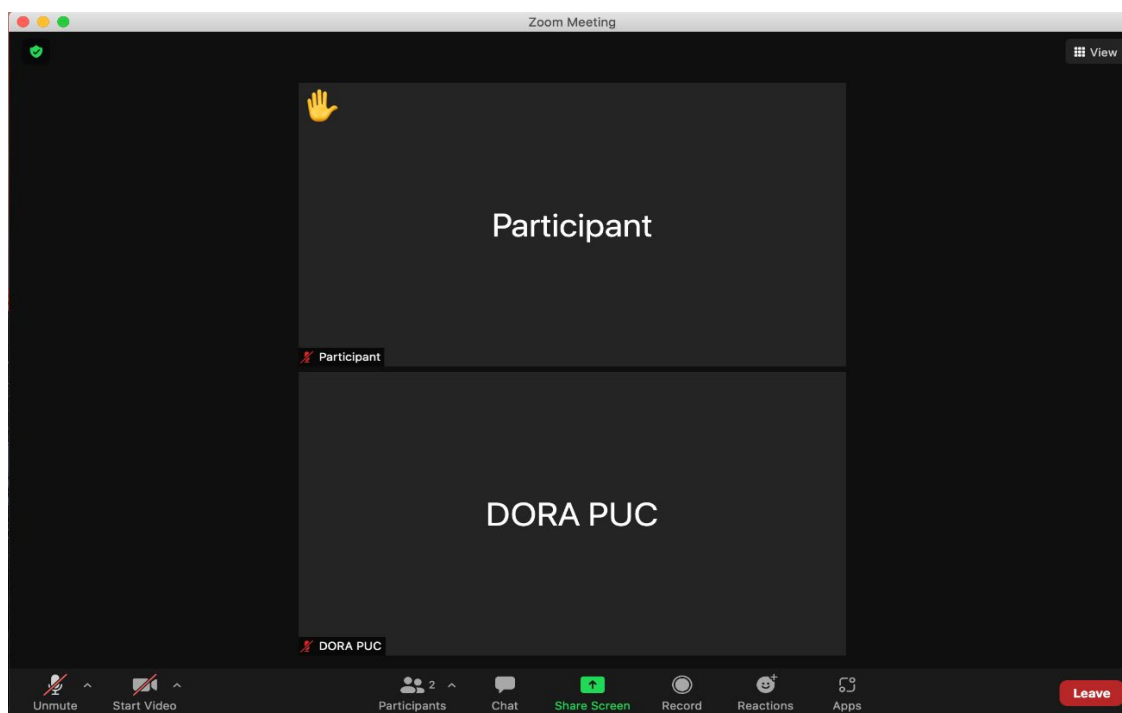 Zoom Meeting
View
Participant
Participant
DORA PUC
DORA PUC
Unmute
Start Video
2
Participants
Chat
Share Screen
Record
Reactions
Apps
Leave